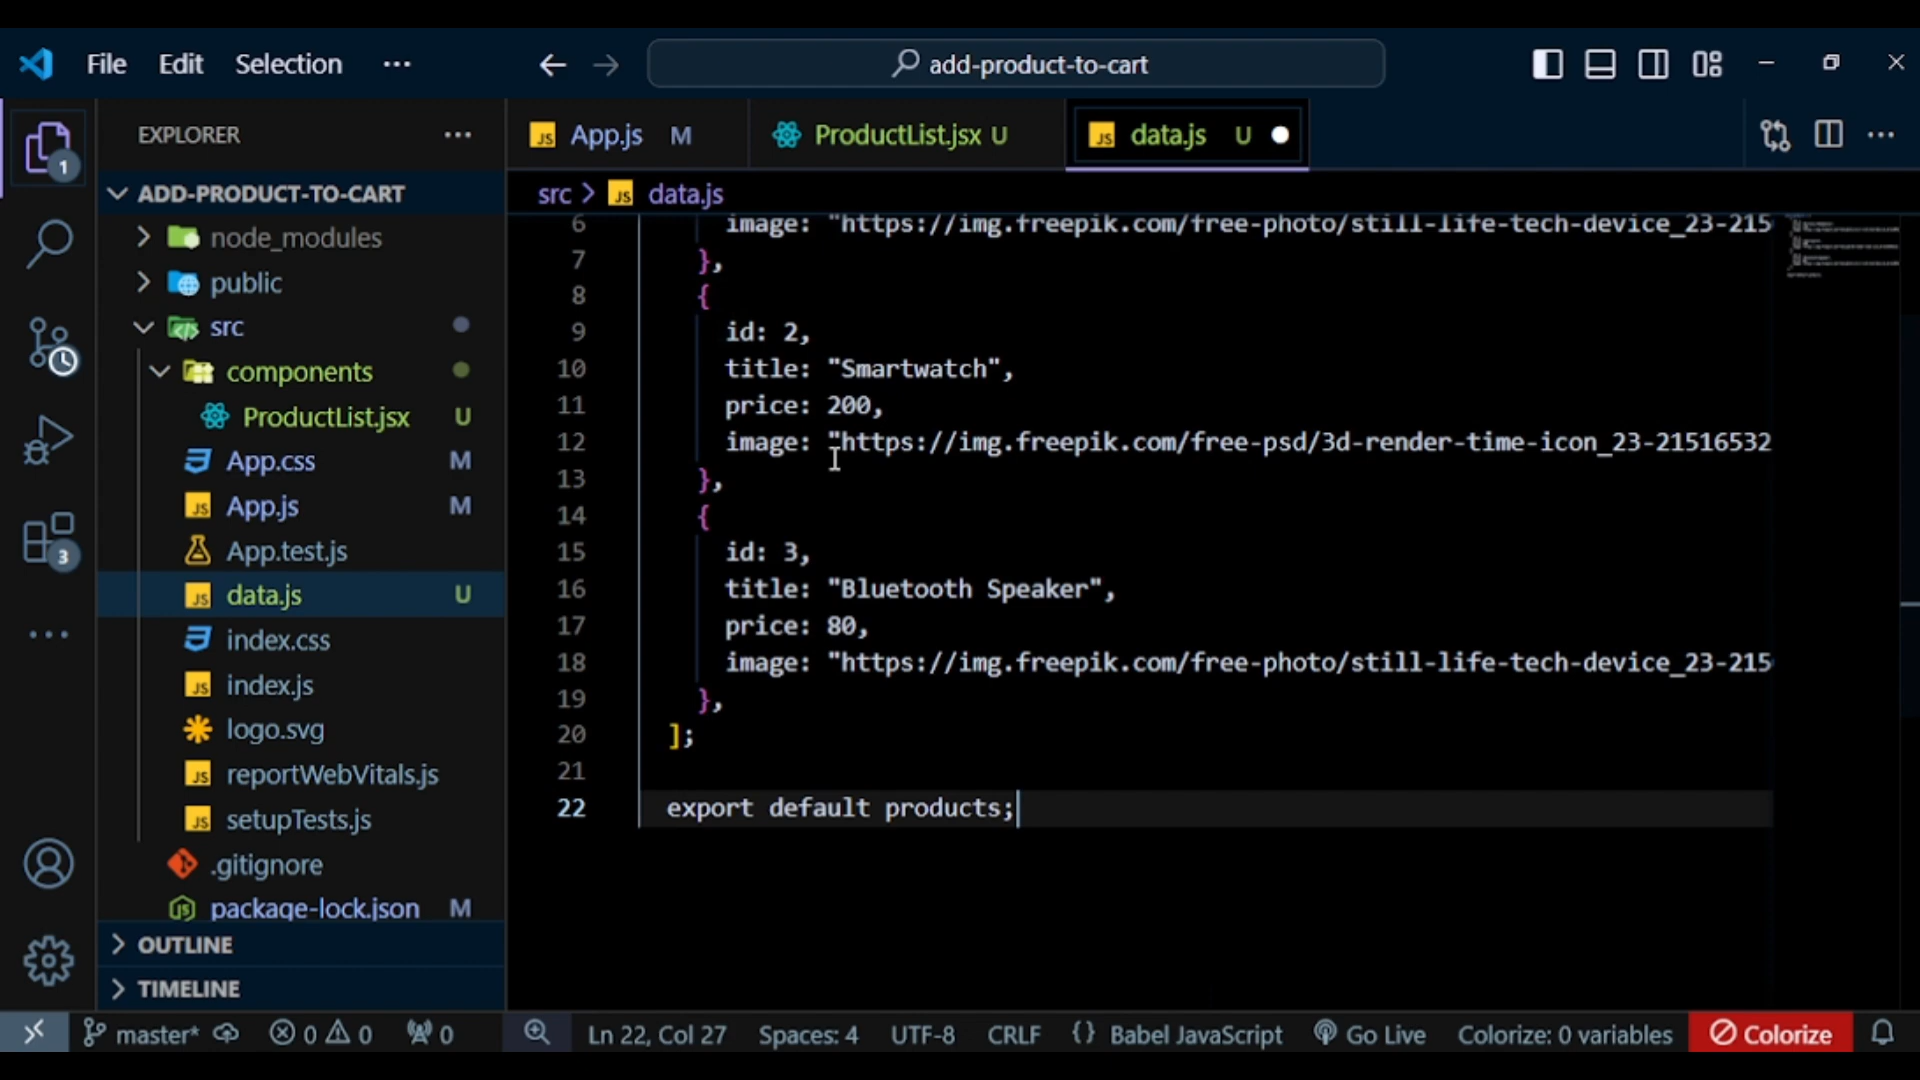 File Edit Selection ··· add-product-to-cart
EXPLORER ···
App.js M
ProductList.jsx U
data.js U
ADD-PRODUCT-TO-CART
src > JS data.js
node_modules
public
src
components
ProductList.jsx U
App.css M
App.js M
App.test.js
data.js U
index.css
index.js
logo.svg
reportWebVitals.js
setupTests.js
.gitignore
package-lock.json M
OUTLINE
TIMELINE
1
3
6 image: "https://img.freepik.com/free-photo/still-life-tech-device_23-215
7 },
8 {
9 id: 2,
10 title: "Smartwatch",
11 price: 200,
12 image: "https://img.freepik.com/free-psd/3d-render-time-icon_23-21516532
13 },
14 {
15 id: 3,
16 title: "Bluetooth Speaker",
17 price: 80,
18 image: "https://img.freepik.com/free-photo/still-life-tech-device_23-215
19 },
20 ];
21
22 export default products;
master* 0 0 0 Ln 22, Col 27 Spaces: 4 UTF-8 CRLF {} Babel JavaScript Go Live Colorize: 0 variables Colorize